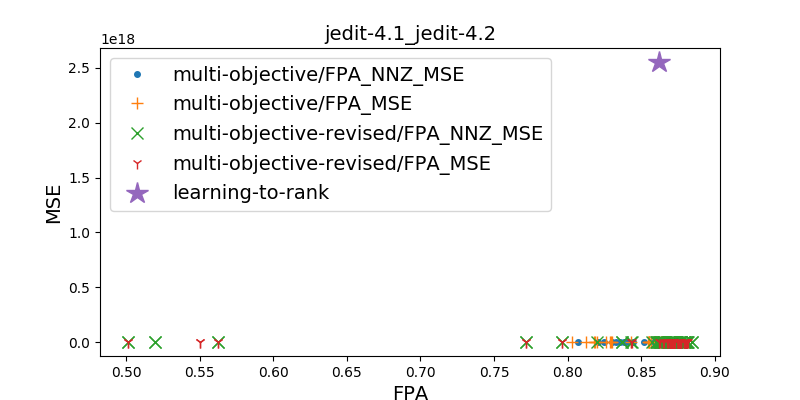 jedit-4.1_jedit-4.2
1e18
multi-objective/FPA_NNZ_MSE
multi-objective/FPA_MSE
multi-objective-revised/FPA_NNZ_MSE
multi-objective-revised/FPA_MSE
learning-to-rank
2.5
2.0
1.5
1.0
0.5
0.0
MSE
0.50 0.55 0.60 0.65 0.70 0.75 0.80 0.85 0.90
FPA